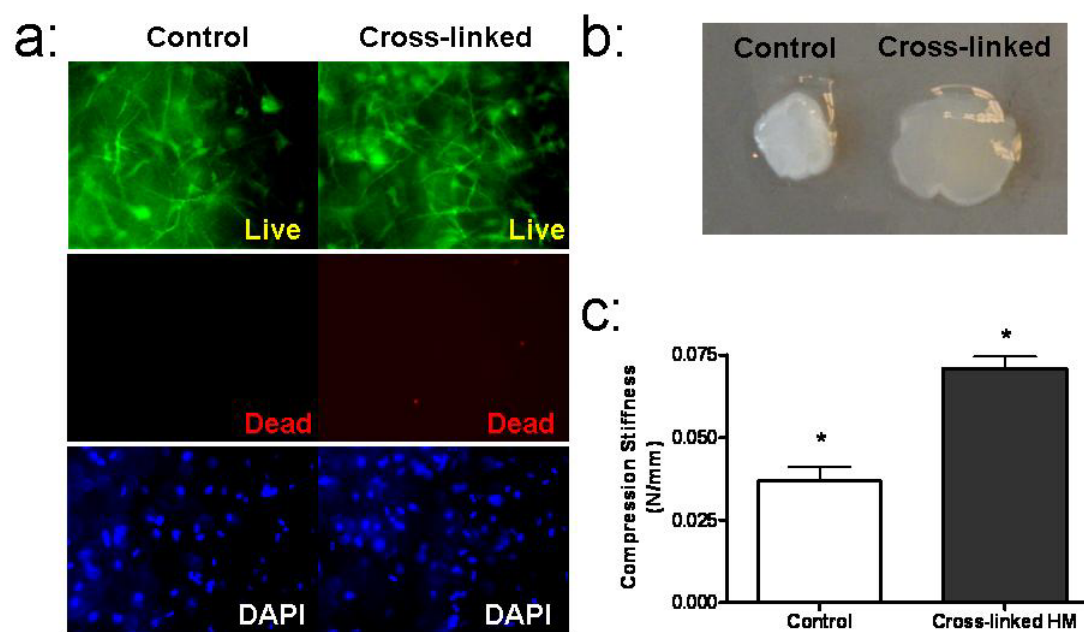 a:
Control Cross-linked
Live Live
Dead Dead
DAPI DAPI
b:
Control Cross-linked
c:
*
*
0.075
0.050
0.025
0.000
Compression Stiffness
(N/mm)
Control Cross-linked HM